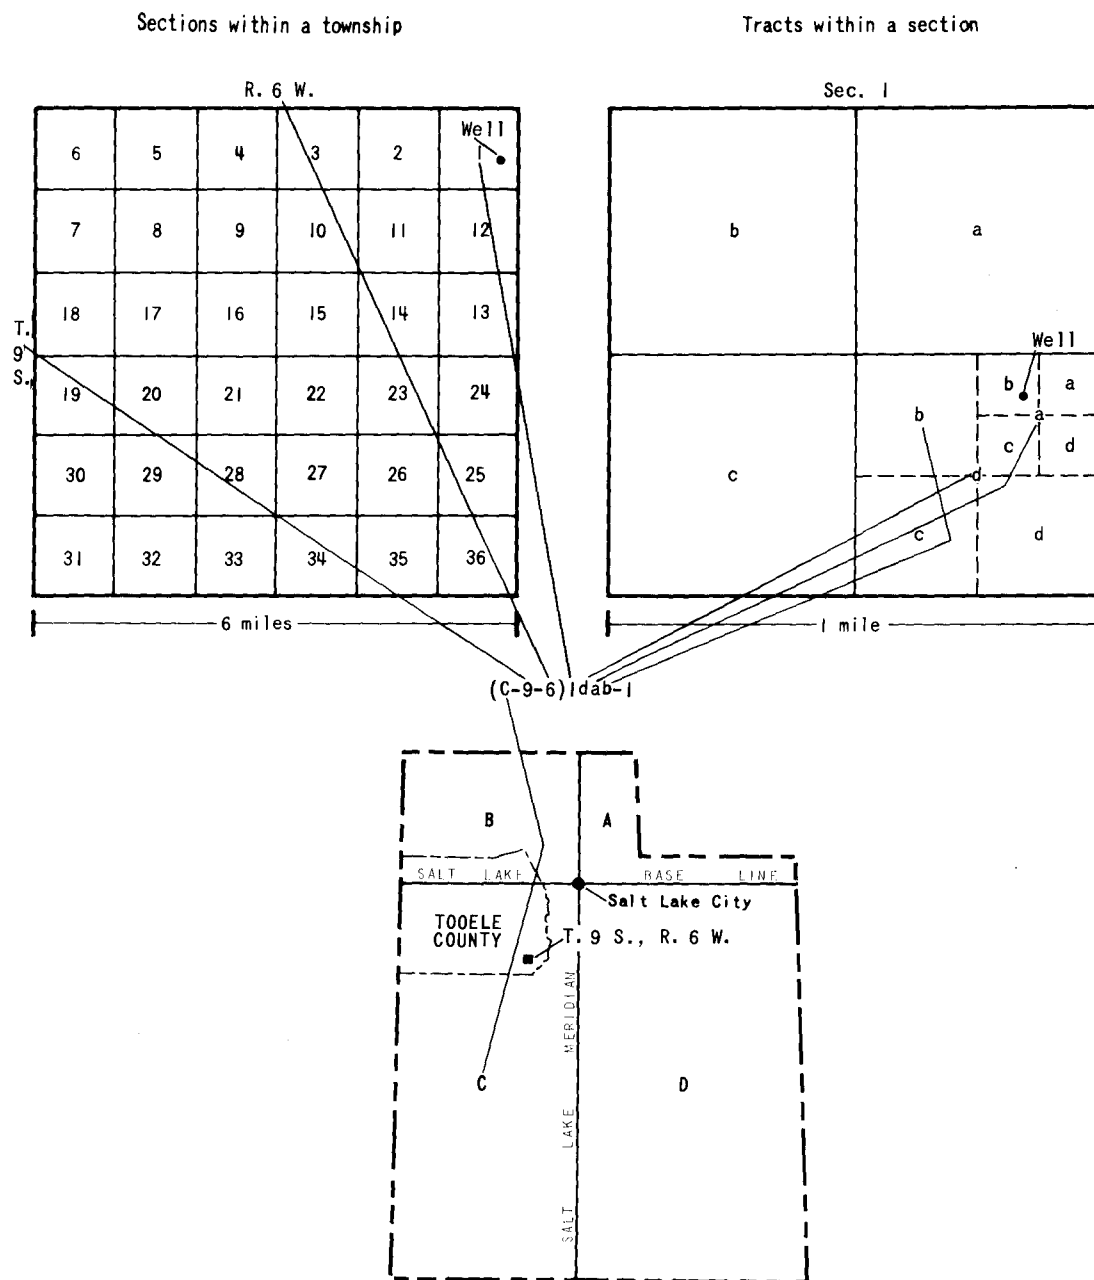 Sections within a township
Tracts within a section
R. 6 W.
Sec. 1
Well
6 5 4 3 2 1
7 8 9 10 11 12
18 17 16 15 14 13
T.
9
S.
19 20 21 22 23 24
30 29 28 27 26 25
31 32 33 34 35 36
6 miles
b a
Well
b a
b a
c d
c d
c d
1 mile
(C-9-6)1dab-1
B A
SALT LAKE BASE LINE
Salt Lake City
TOOELE
COUNTY
T. 9 S., R. 6 W.
SALT LAKE MERIDIAN
C D